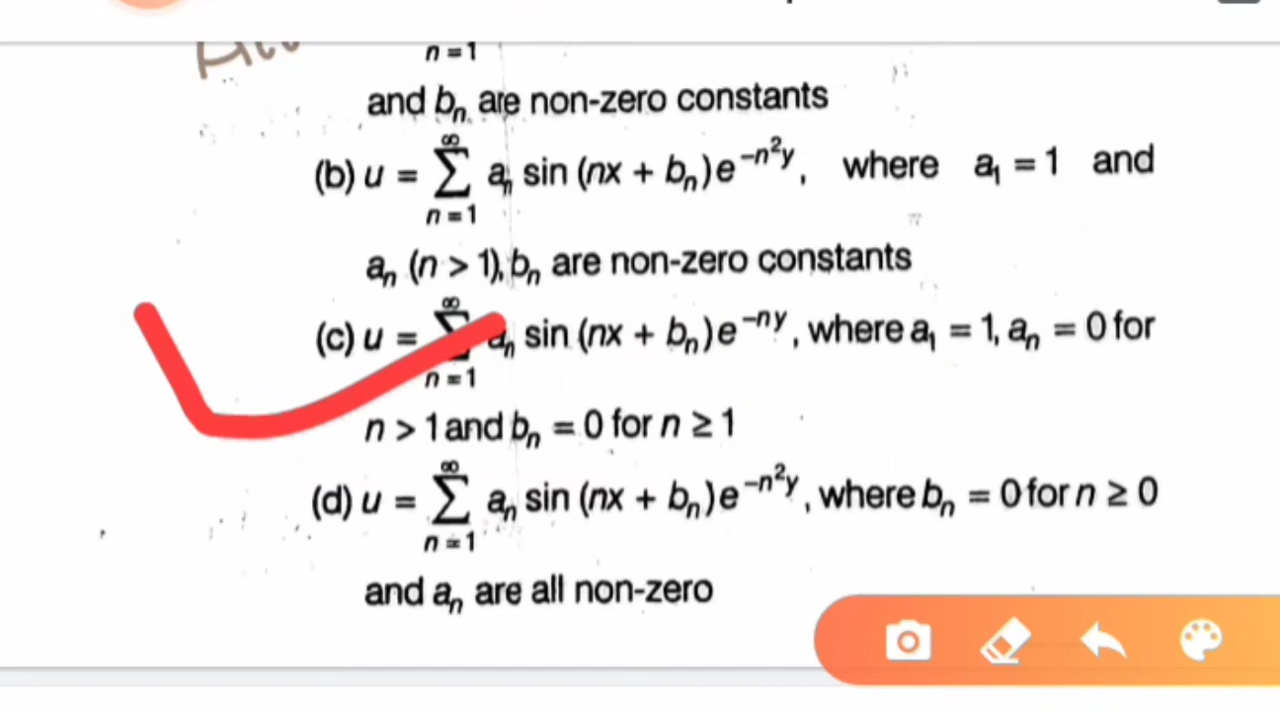 n = 1
and bₙ are non-zero constants
(b) u = ∞ ∑ n = 1 aₙ sin (nx + bₙ)e^(–n²y), where a₁ = 1 and
aₙ (n > 1), bₙ are non-zero constants
(c) u = ∞ ∑ n = 1 aₙ sin (nx + bₙ)e^(–ny), where a₁ = 1, aₙ = 0 for
n > 1 and bₙ = 0 for n ≥ 1
(d) u = ∞ ∑ n = 1 aₙ sin (nx + bₙ)e^(–n²y), where bₙ = 0 for n ≥ 0
and aₙ are all non-zero